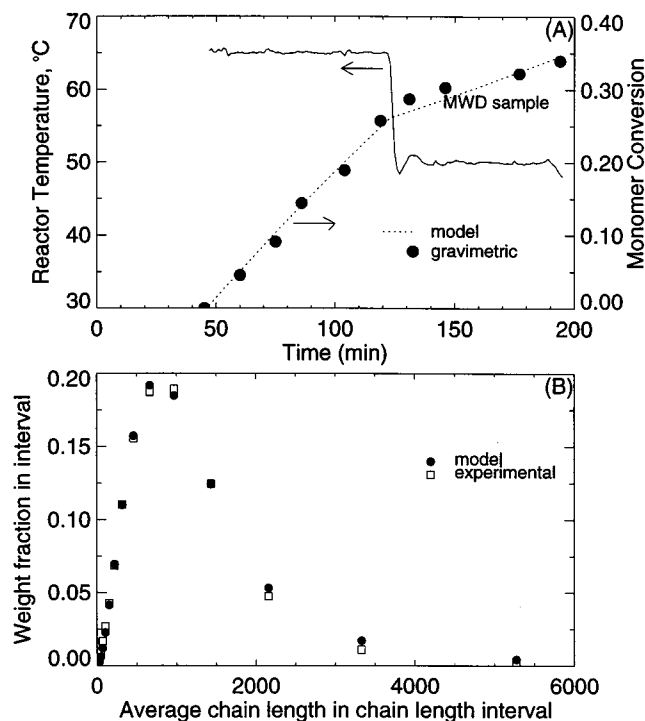 (A)
70
60
50
40
30
Reactor Temperature, °C
0.40
0.30
0.20
0.10
0.00
Monomer Conversion
MWD sample
model
gravimetric
0
50
100
150
200
Time (min)
(B)
0.20
0.15
0.10
0.05
0.00
Weight fraction in interval
model
experimental
0
2000
4000
6000
Average chain length in chain length interval